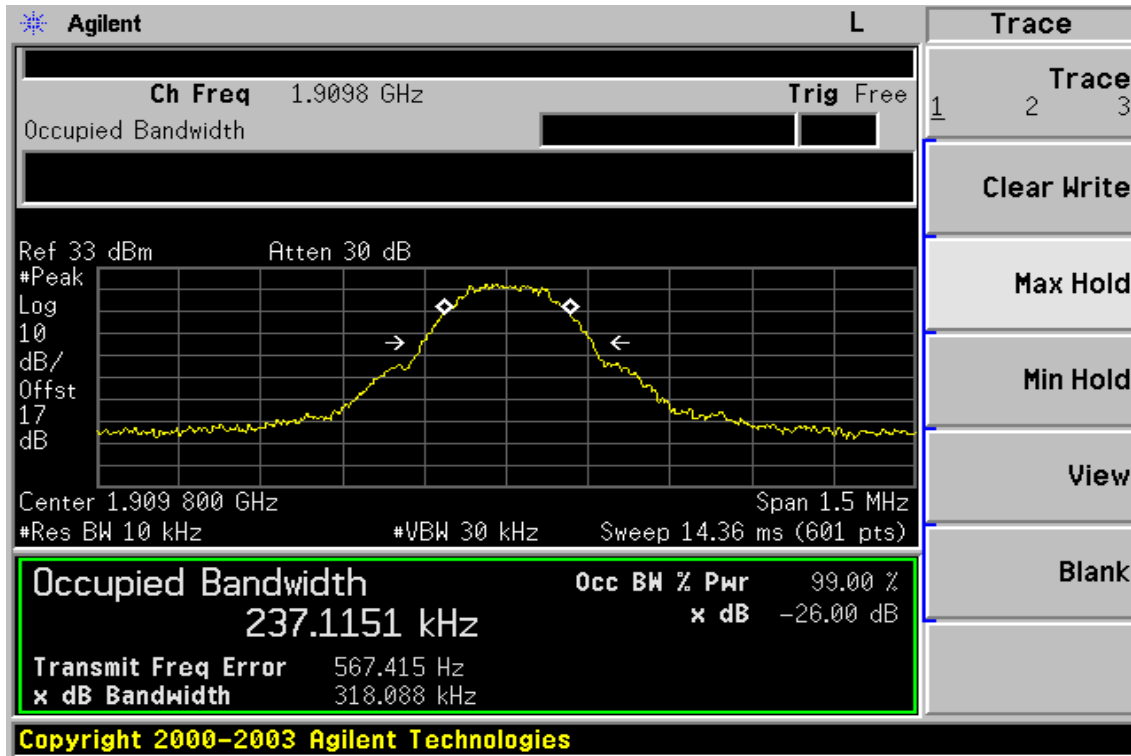 Agilent L Trace
Ch Freq 1.9098 GHz Trig Free
Occupied Bandwidth
Trace
1 2 3
Clear Write
Max Hold
Min Hold
View
Blank
Ref 33 dBm Atten 30 dB
#Peak
Log
10
dB/
Offst
17
dB
Center 1.909 800 GHz Span 1.5 MHz
#Res BW 10 kHz #VBW 30 kHz Sweep 14.36 ms (601 pts)
Occupied Bandwidth Occ BW % Pwr 99.00 %
237.1151 kHz x dB -26.00 dB
Transmit Freq Error 567.415 Hz
x dB Bandwidth 318.088 kHz
Copyright 2000-2003 Agilent Technologies